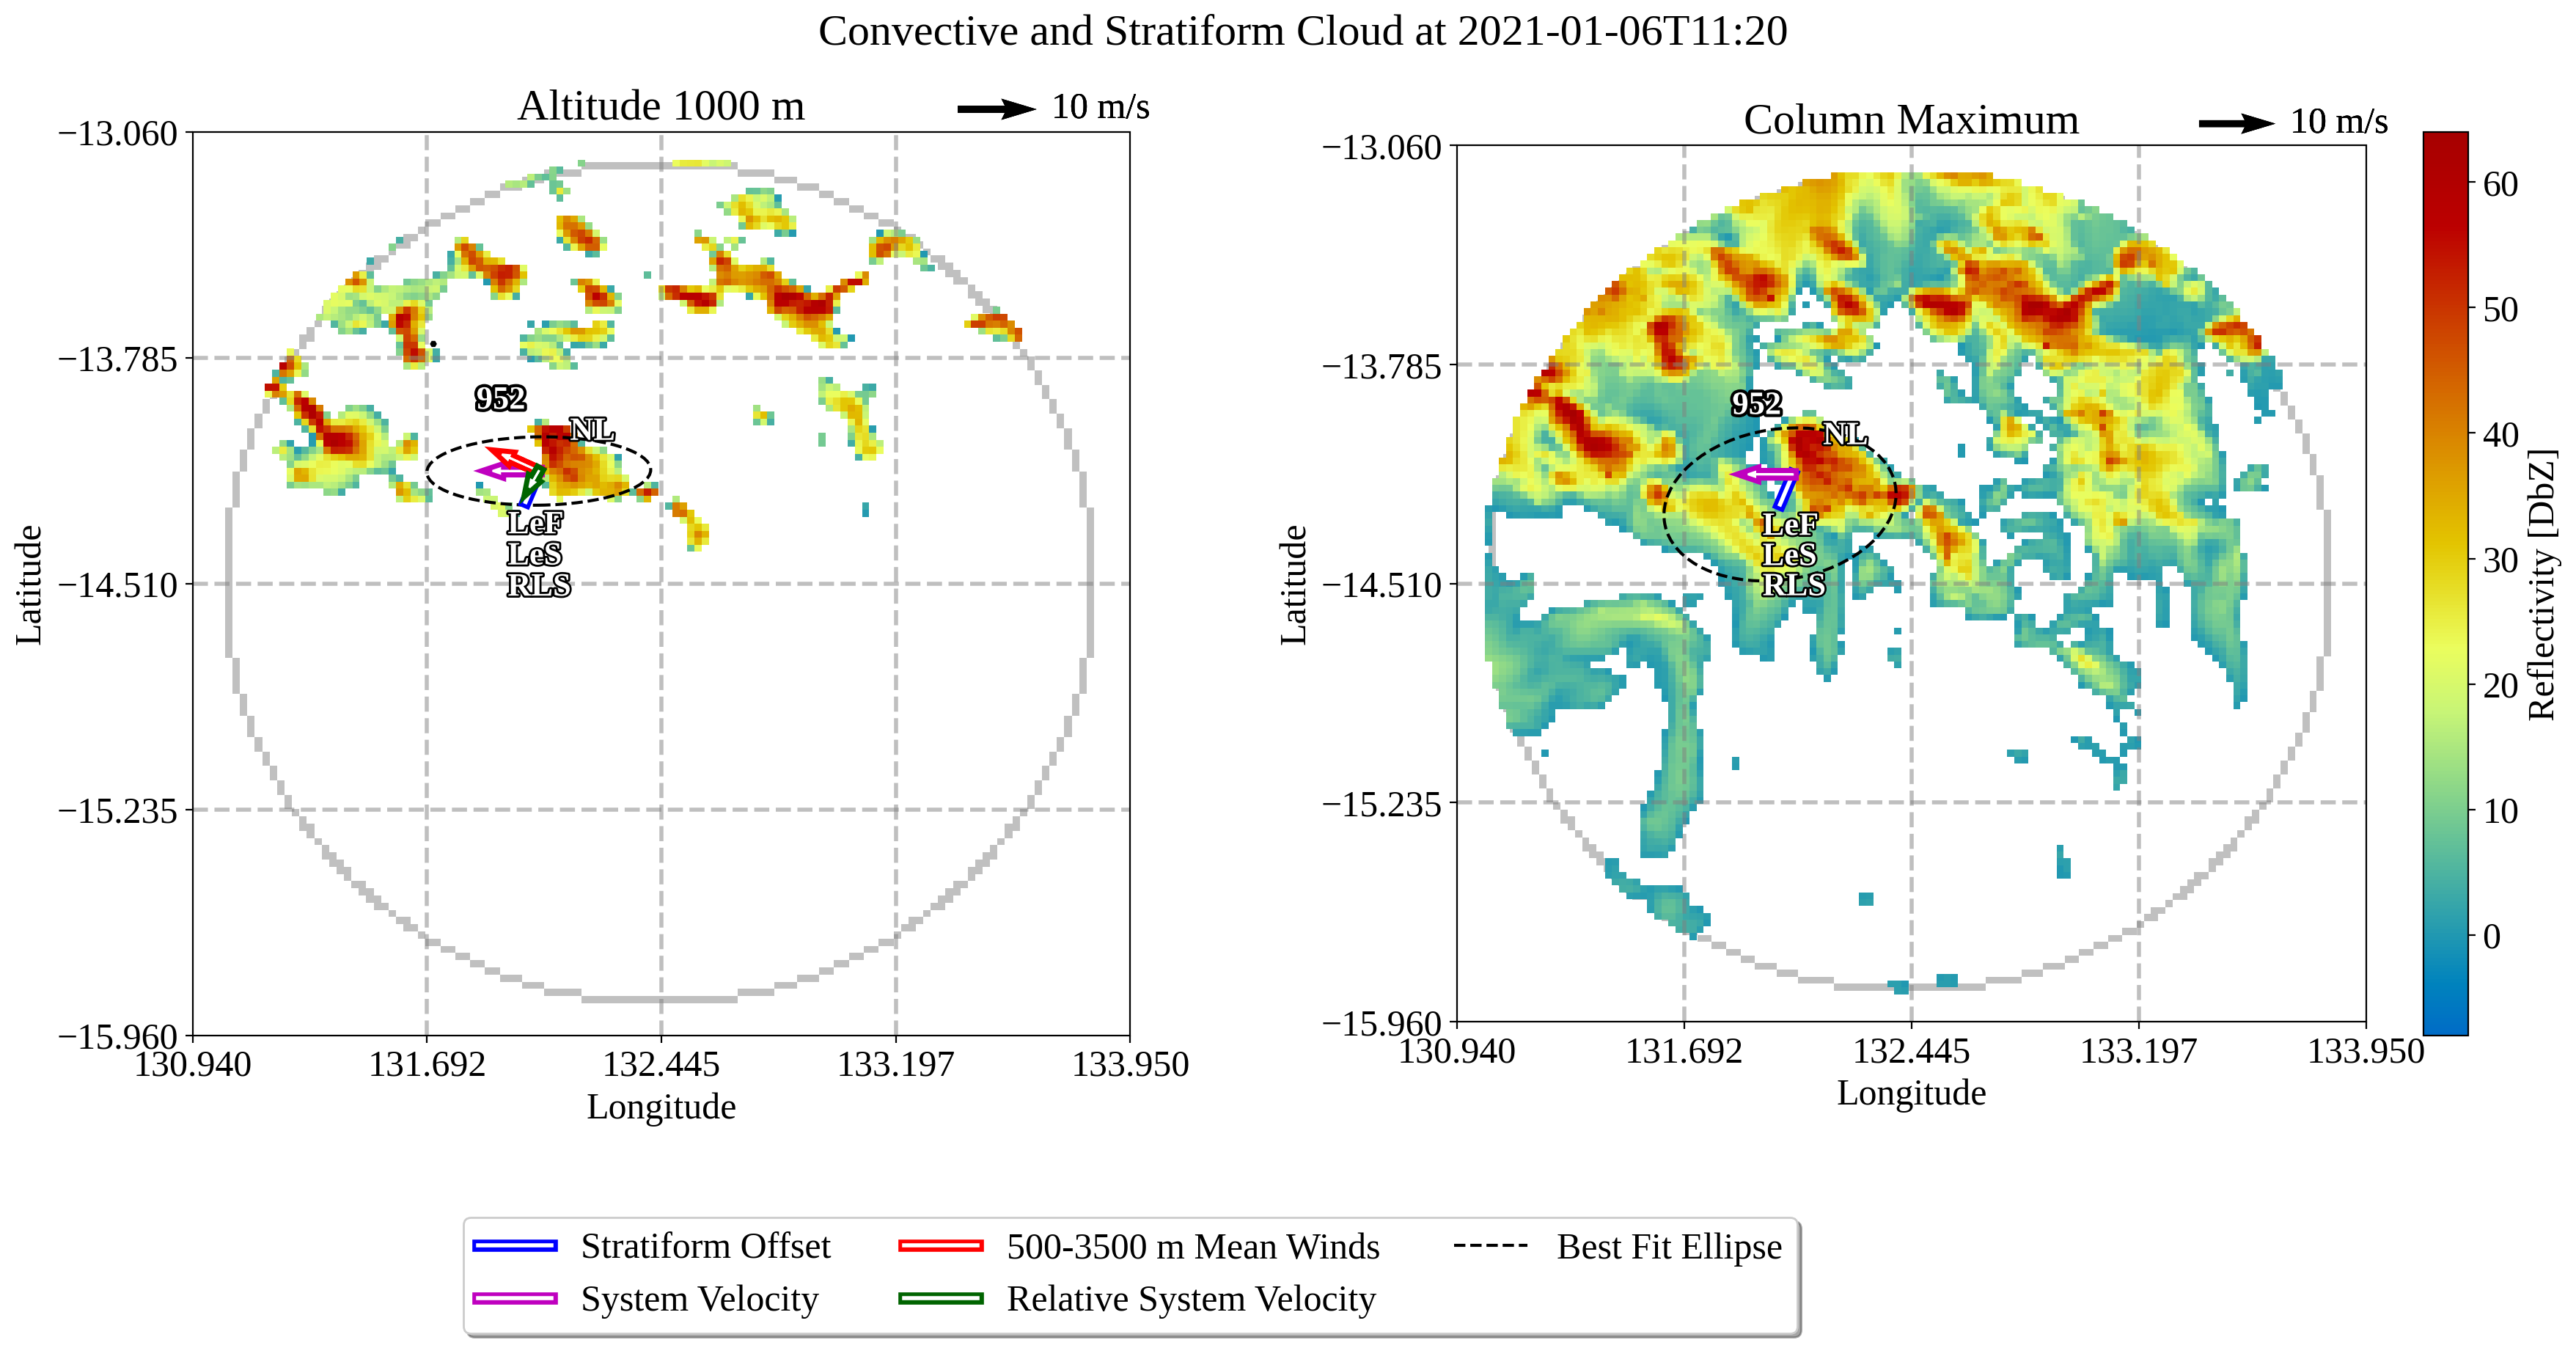 Convective and Stratiform Cloud at 2021-01-06T11:20
Altitude 1000 m
10 m/s
−13.060
−13.785
−14.510
−15.235
−15.960
130.940
131.692
132.445
133.197
133.950
Latitude
Longitude
952
NL
LeF
LeS
RLS
Column Maximum
10 m/s
−13.060
−13.785
−14.510
−15.235
−15.960
130.940
131.692
132.445
133.197
133.950
Latitude
Longitude
952
NL
LeF
LeS
RLS
60
50
40
30
20
10
0
Reflectivity [DbZ]
Stratiform Offset
System Velocity
500-3500 m Mean Winds
Relative System Velocity
Best Fit Ellipse